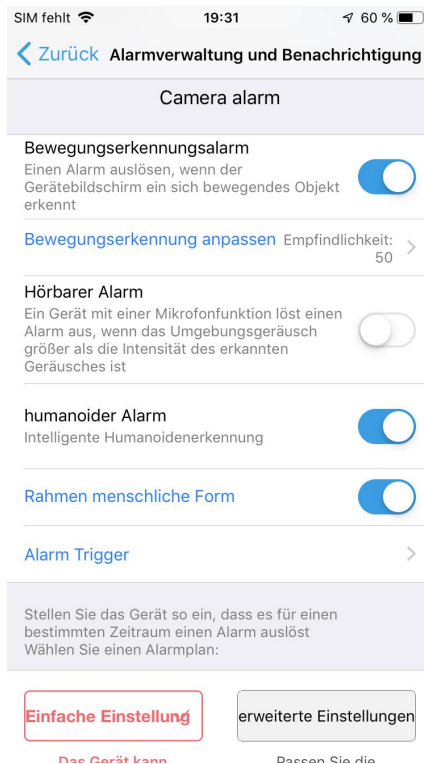 SIM fehlt 19:31 60 %
Zurück Alarmverwaltung und Benachrichtigung
Camera alarm
Bewegungserkennungsalarm
Einen Alarm auslösen, wenn der
Gerätebildschirm ein sich bewegendes Objekt
erkennt
Bewegungserkennung anpassen Empfindlichkeit:
50
Hörbarer Alarm
Ein Gerät mit einer Mikrofonfunktion löst einen
Alarm aus, wenn das Umgebungsgeräusch
größer als die Intensität des erkannten
Geräusches ist
humanoider Alarm
Intelligente Humanoidenerkennung
Rahmen menschliche Form
Alarm Trigger
Stellen Sie das Gerät so ein, dass es für einen
bestimmten Zeitraum einen Alarm auslöst
Wählen Sie einen Alarmplan:
Einfache Einstellung erweiterte Einstellungen
Das Gerät kann Passen Sie die